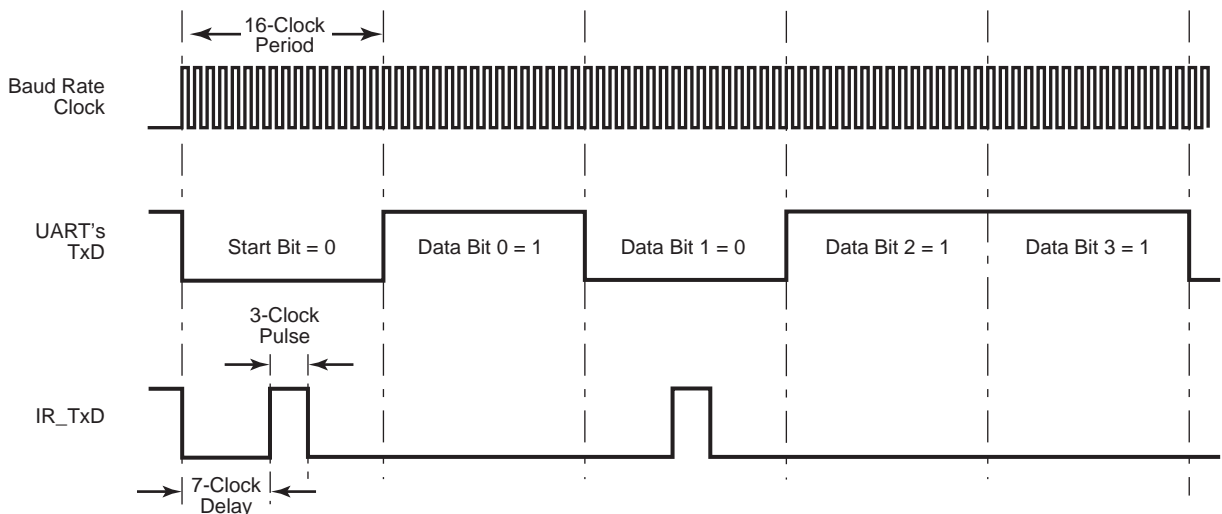 16-Clock
Period
Baud Rate
Clock
UART's
TxD
Start Bit = 0
Data Bit 0 = 1
Data Bit 1 = 0
Data Bit 2 = 1
Data Bit 3 = 1
3-Clock
Pulse
IR_TxD
7-Clock
Delay